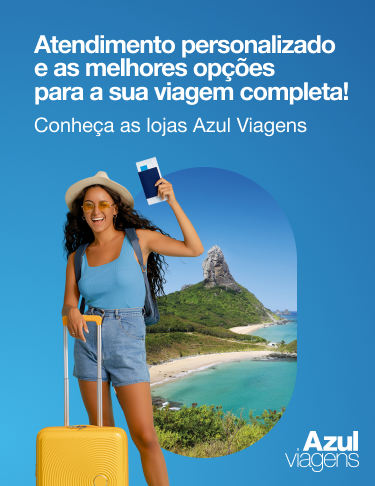 Atendimento personalizado
e as melhores opções
para a sua viagem completa!
Conheça as lojas Azul Viagens
Azul
viagens